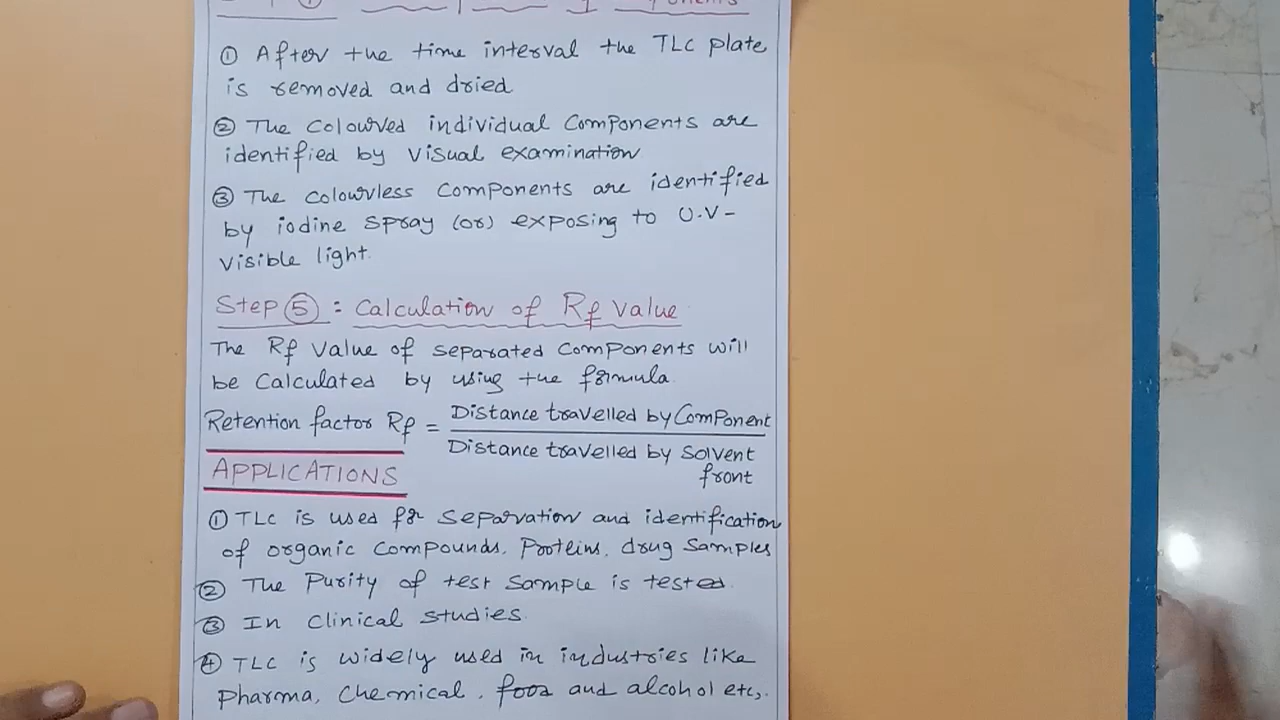 ① After the time interval the TLC plate
is removed and dried
② The coloured individual components are
identified by visual examination
③ The colourless components are identified
by iodine spray (or) exposing to U.V-
visible light.
Step ⑤ : Calculation of Rf value
The Rf value of separated components will
be calculated by using the formula
Retention factor Rf = Distance travelled by component
Distance travelled by solvent
front
APPLICATIONS
① TLC is used for separation and identification
of organic compounds, Proteins, drug samples
② The Purity of test sample is tested.
③ In clinical studies.
④ TLC is widely used in industries like
pharma, chemical, food and alcohol etc,.